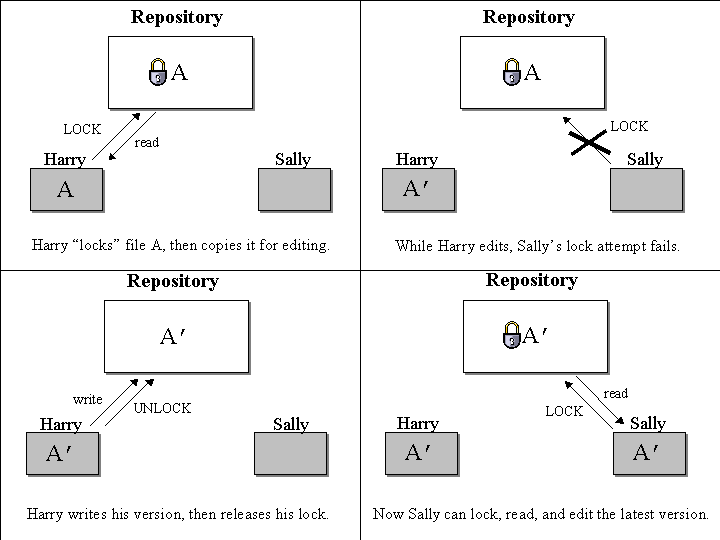 Repository
A
LOCK
read
Harry
Sally
A
Harry “locks” file A, then copies it for editing.
Repository
A
LOCK
Harry
Sally
A′
While Harry edits, Sally’s lock attempt fails.
Repository
A′
write
UNLOCK
Harry
Sally
A′
Harry writes his version, then releases his lock.
Repository
A′
read
LOCK
Harry
Sally
A′
A′
Now Sally can lock, read, and edit the latest version.